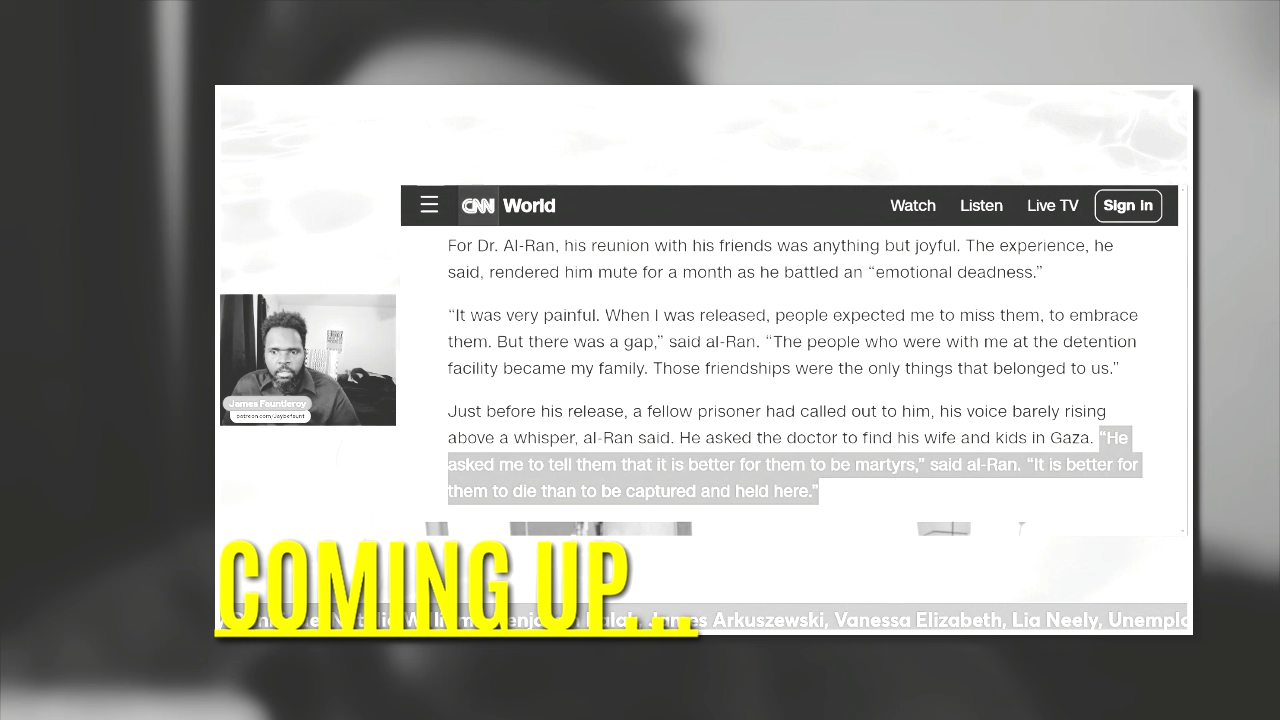 CNN World
Watch
Listen
Live TV
Sign in
For Dr. Al-Ran, his reunion with his friends was anything but joyful. The experience, he
said, rendered him mute for a month as he battled an “emotional deadness.”
“It was very painful. When I was released, people expected me to miss them, to embrace
them. But there was a gap,” said al-Ran. “The people who were with me at the detention
facility became my family. Those friendships were the only things that belonged to us.”
Just before his release, a fellow prisoner had called out to him, his voice barely rising
above a whisper, al-Ran said. He asked the doctor to find his wife and kids in Gaza. “He
asked me to tell them that it is better for them to be martyrs,” said al-Ran. “It is better for
them to die than to be captured and held here.”
James Fauntleroy
patreon.com/Jaybefaunt
COMING UP...
Arkuszewski, Vanessa Elizabeth, Lia Neely, Unemplo